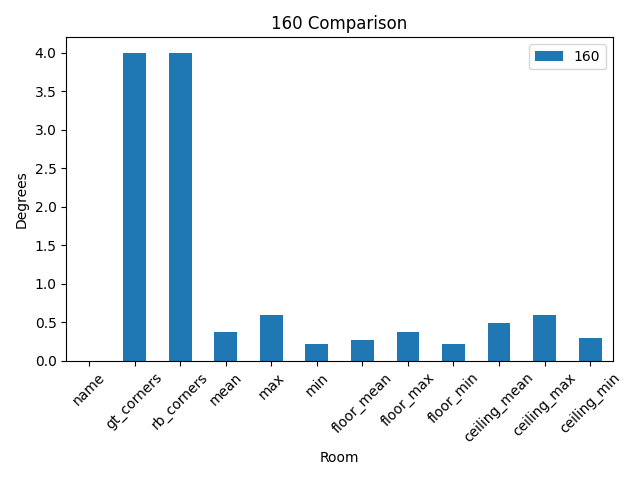 160 Comparison
160
Degrees
4.0
3.5
3.0
2.5
2.0
1.5
1.0
0.5
0.0
name
gt_corners
rb_corners
mean
max
min
floor_mean
floor_max
floor_min
ceiling_mean
ceiling_max
ceiling_min
Room